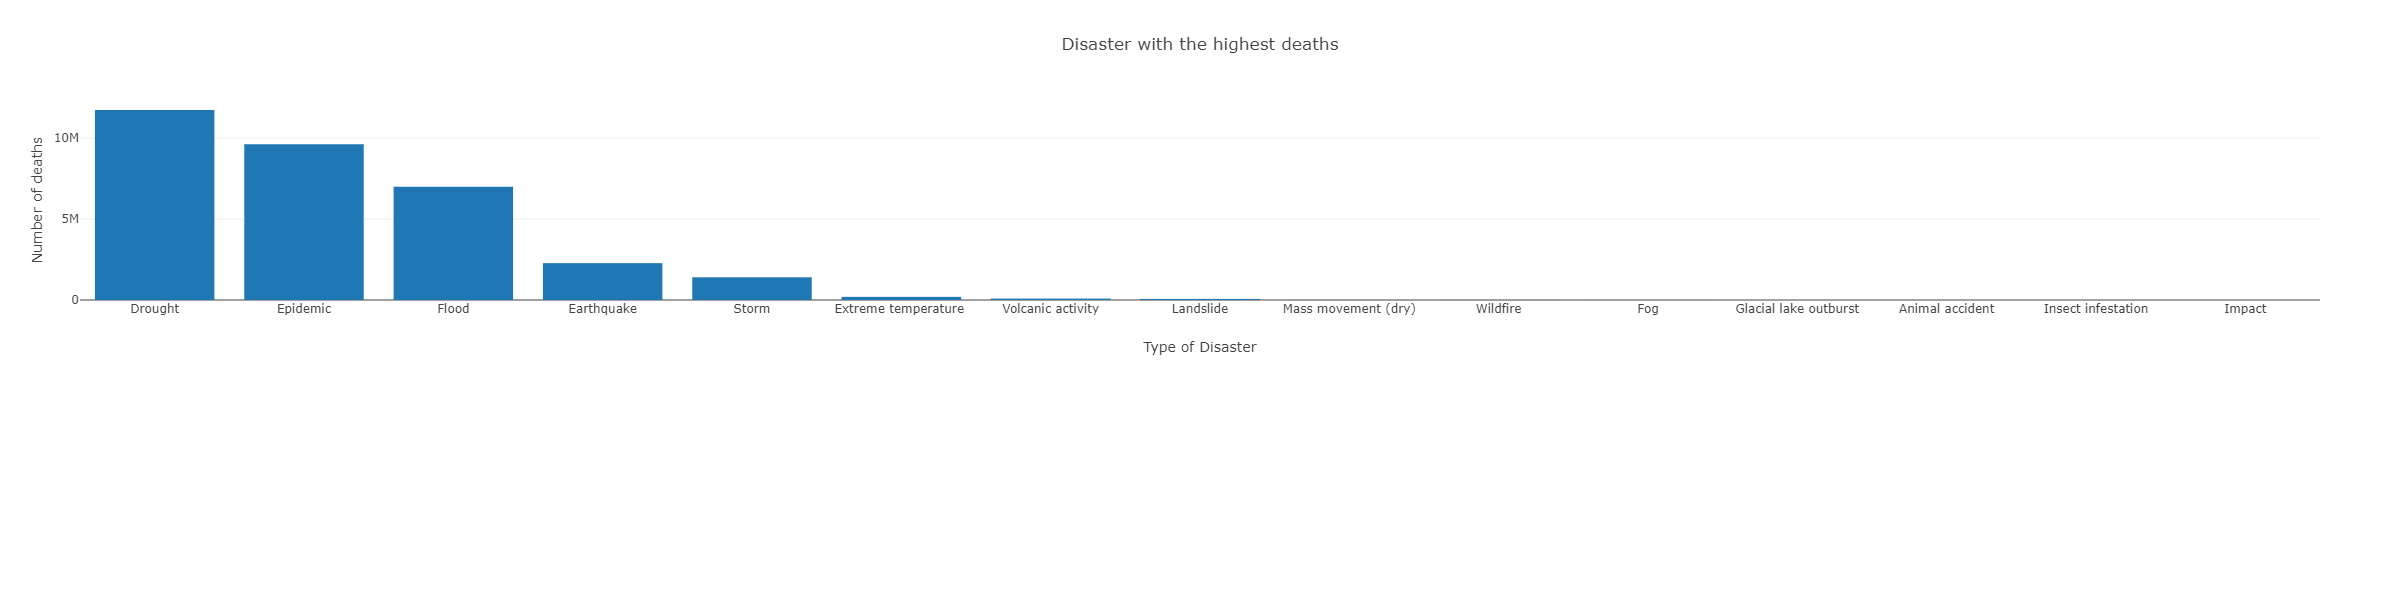 Disaster with the highest deaths
Number of deaths
10M
5M
0
Drought Epidemic Flood Earthquake Storm Extreme temperature Volcanic activity Landslide Mass movement (dry) Wildfire Fog Glacial lake outburst Animal accident Insect infestation Impact
Type of Disaster